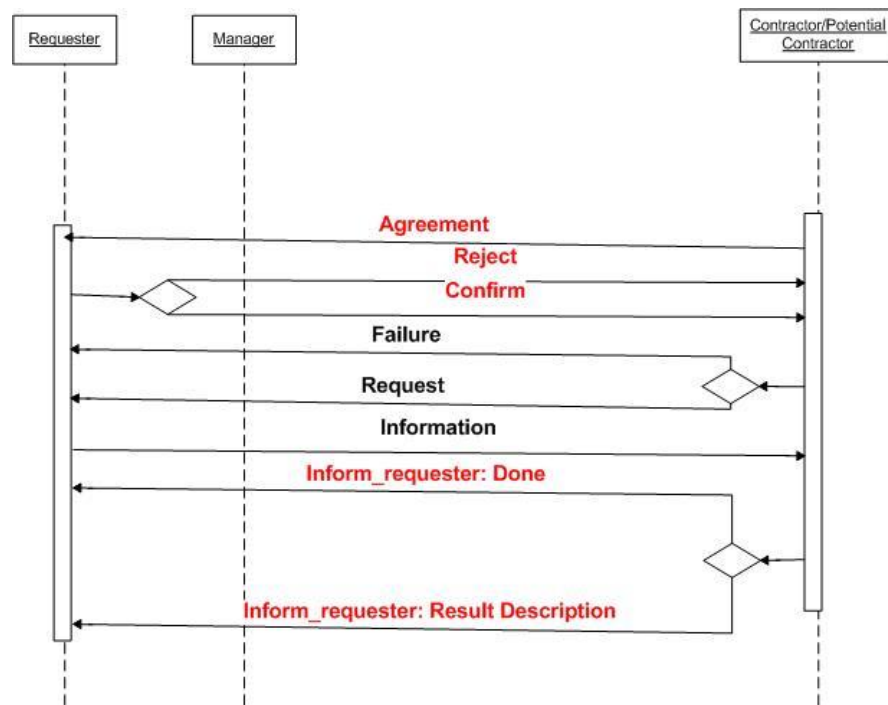 Requester
Manager
Contractor/Potential
Contractor
Agreement
Reject
Confirm
Failure
Request
Information
Inform_requester: Done
Inform_requester: Result Description